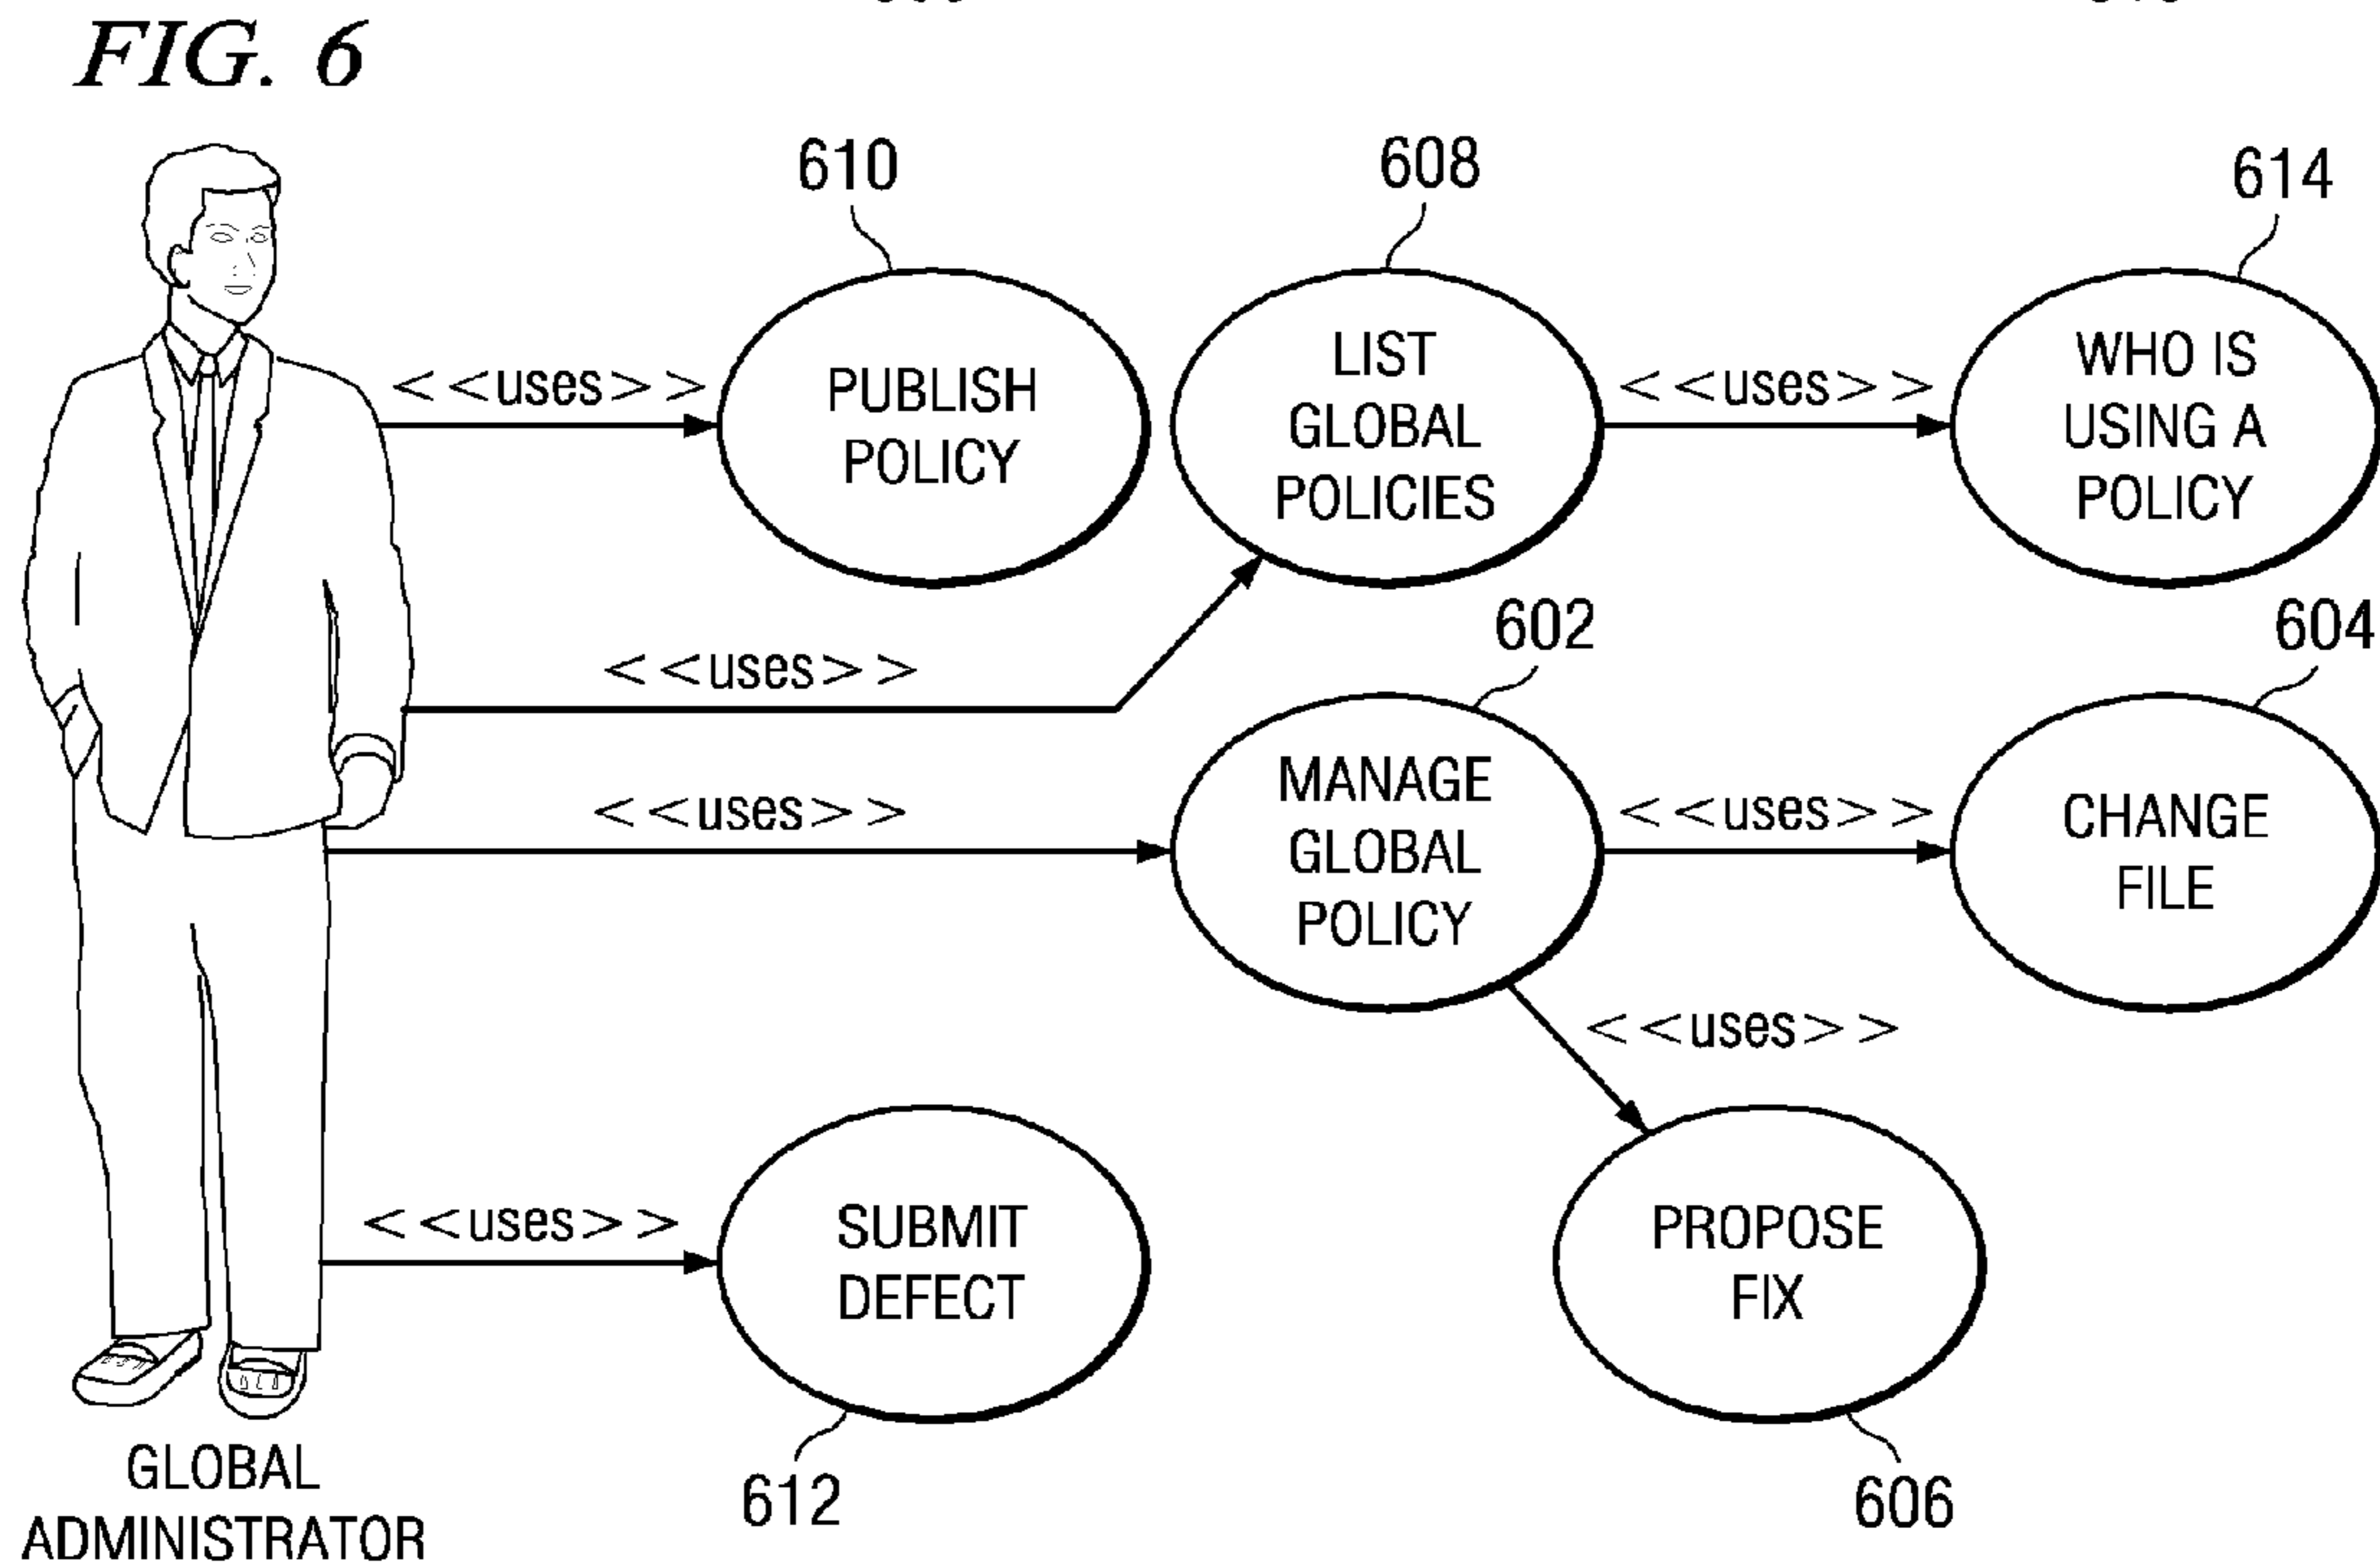 FIG. 6
610
608
614
PUBLISH
POLICY
LIST
GLOBAL
POLICIES
WHO IS
USING A
POLICY
<<uses>>
<<uses>>
<<uses>>
602
604
MANAGE
GLOBAL
POLICY
CHANGE
FILE
<<uses>>
<<uses>>
<<uses>>
SUBMIT
DEFECT
PROPOSE
FIX
<<uses>>
612
606
GLOBAL
ADMINISTRATOR